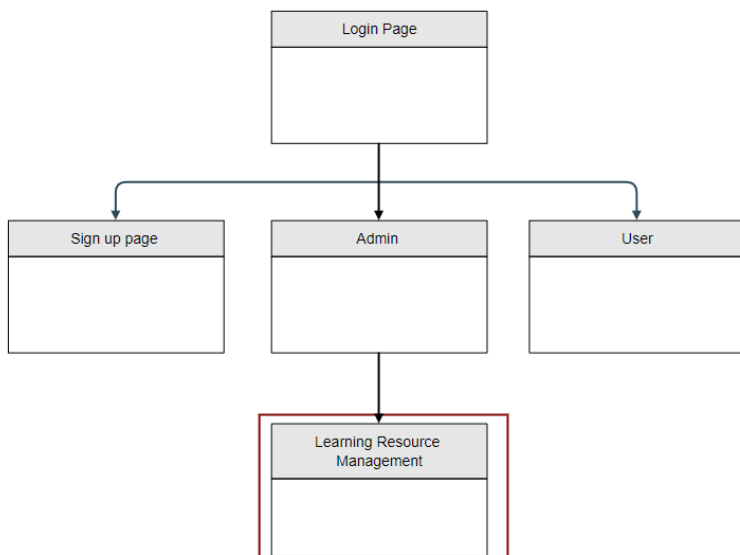 Login Page
Sign up page
Admin
User
Learning Resource
Management